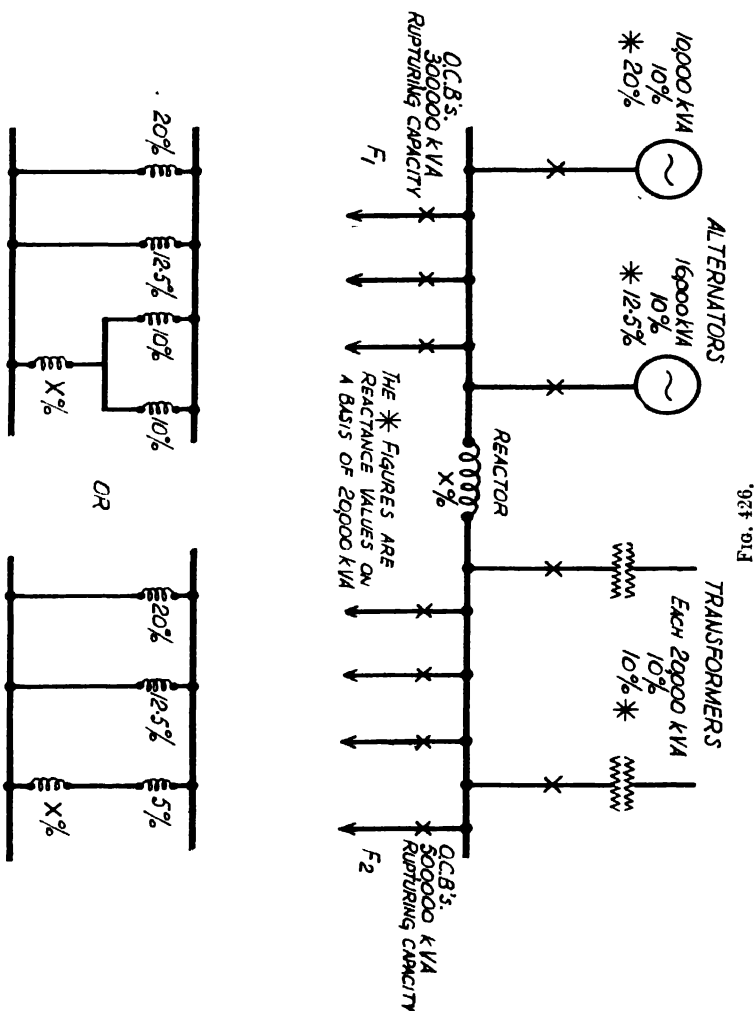 FIG. 426.
ALTERNATORS
10,000 kVA
10%
* 20%
16,000 kVA
10%
* 12.5%
TRANSFORMERS
EACH 20,000 kVA
10%
10% *
REACTOR
X%
O.C.B's.
300000 kVA
RUPTURING CAPACITY
F1
THE * FIGURES ARE
REACTANCE VALUES ON
A BASIS OF 20,000 kVA
O.C.B's.
500000 kVA
RUPTURING CAPACITY
F2
20%
12.5%
10%
10%
X%
OR
20%
12.5%
5%
X%